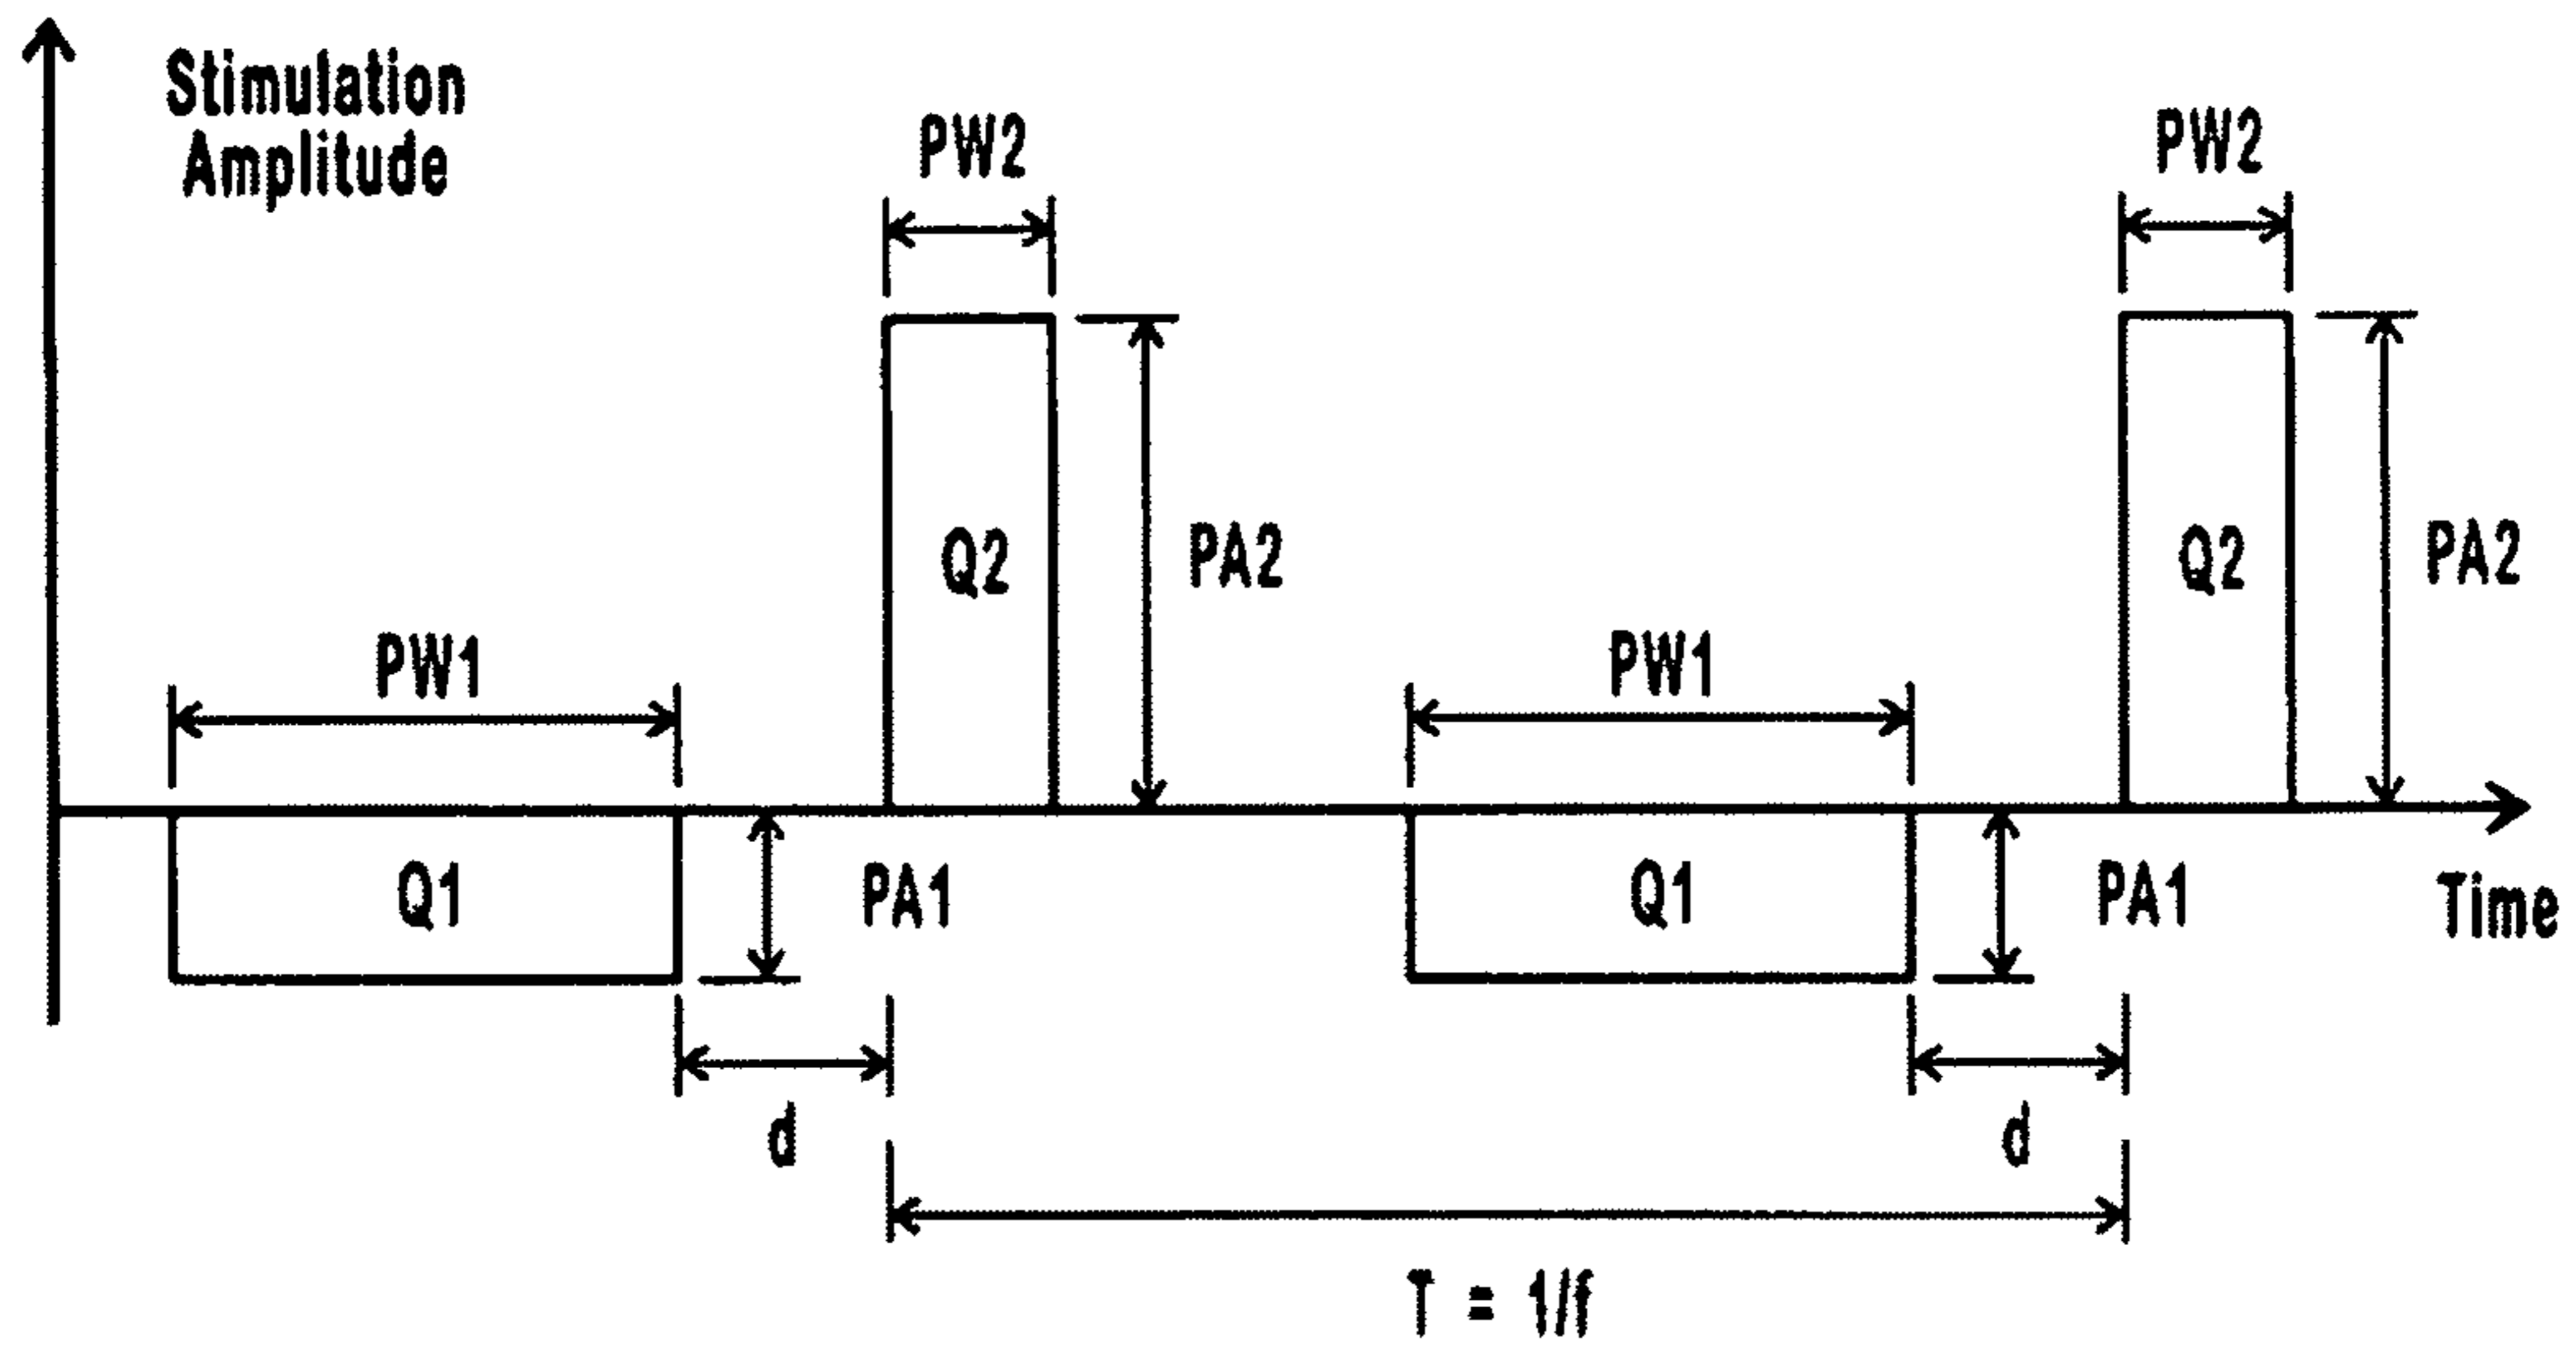 Stimulation
Amplitude
PW2
PW2
Q2
PA2
Q2
PA2
PW1
PW1
Q1
PA1
Q1
PA1
Time
d
d
T = 1/f